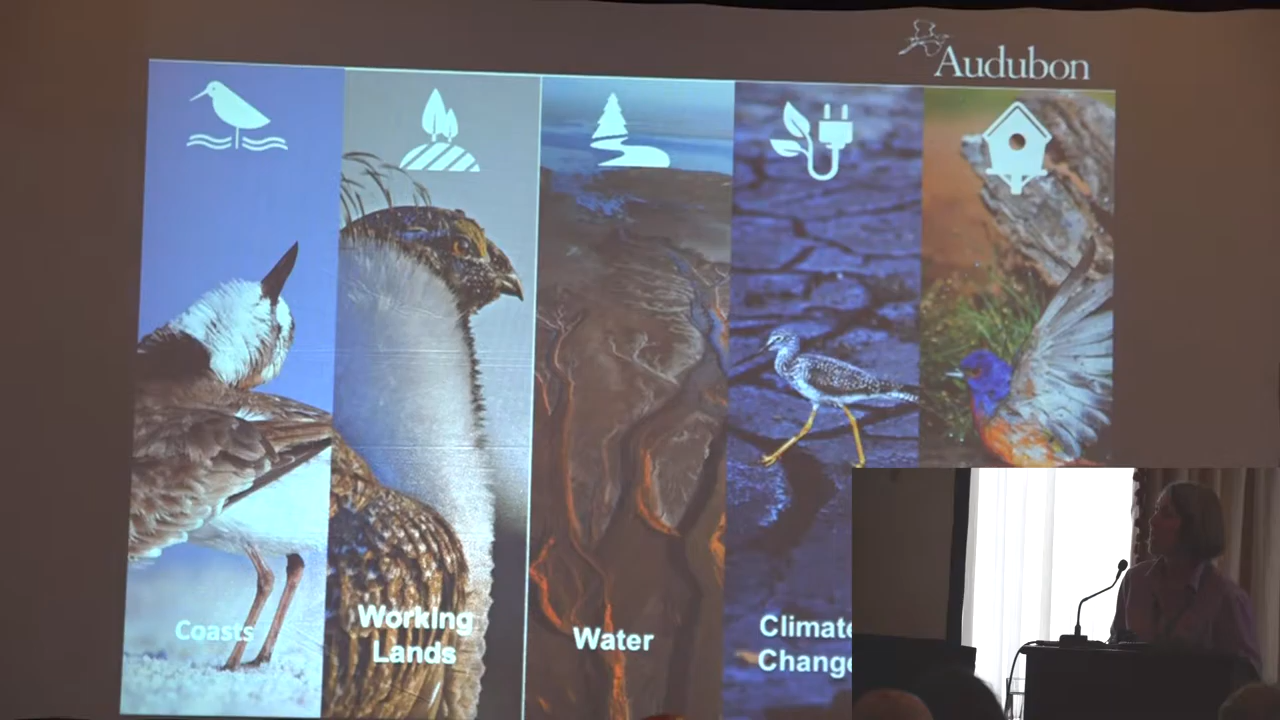 Audubon
Coasts
Working
Lands
Water
Climate
Change